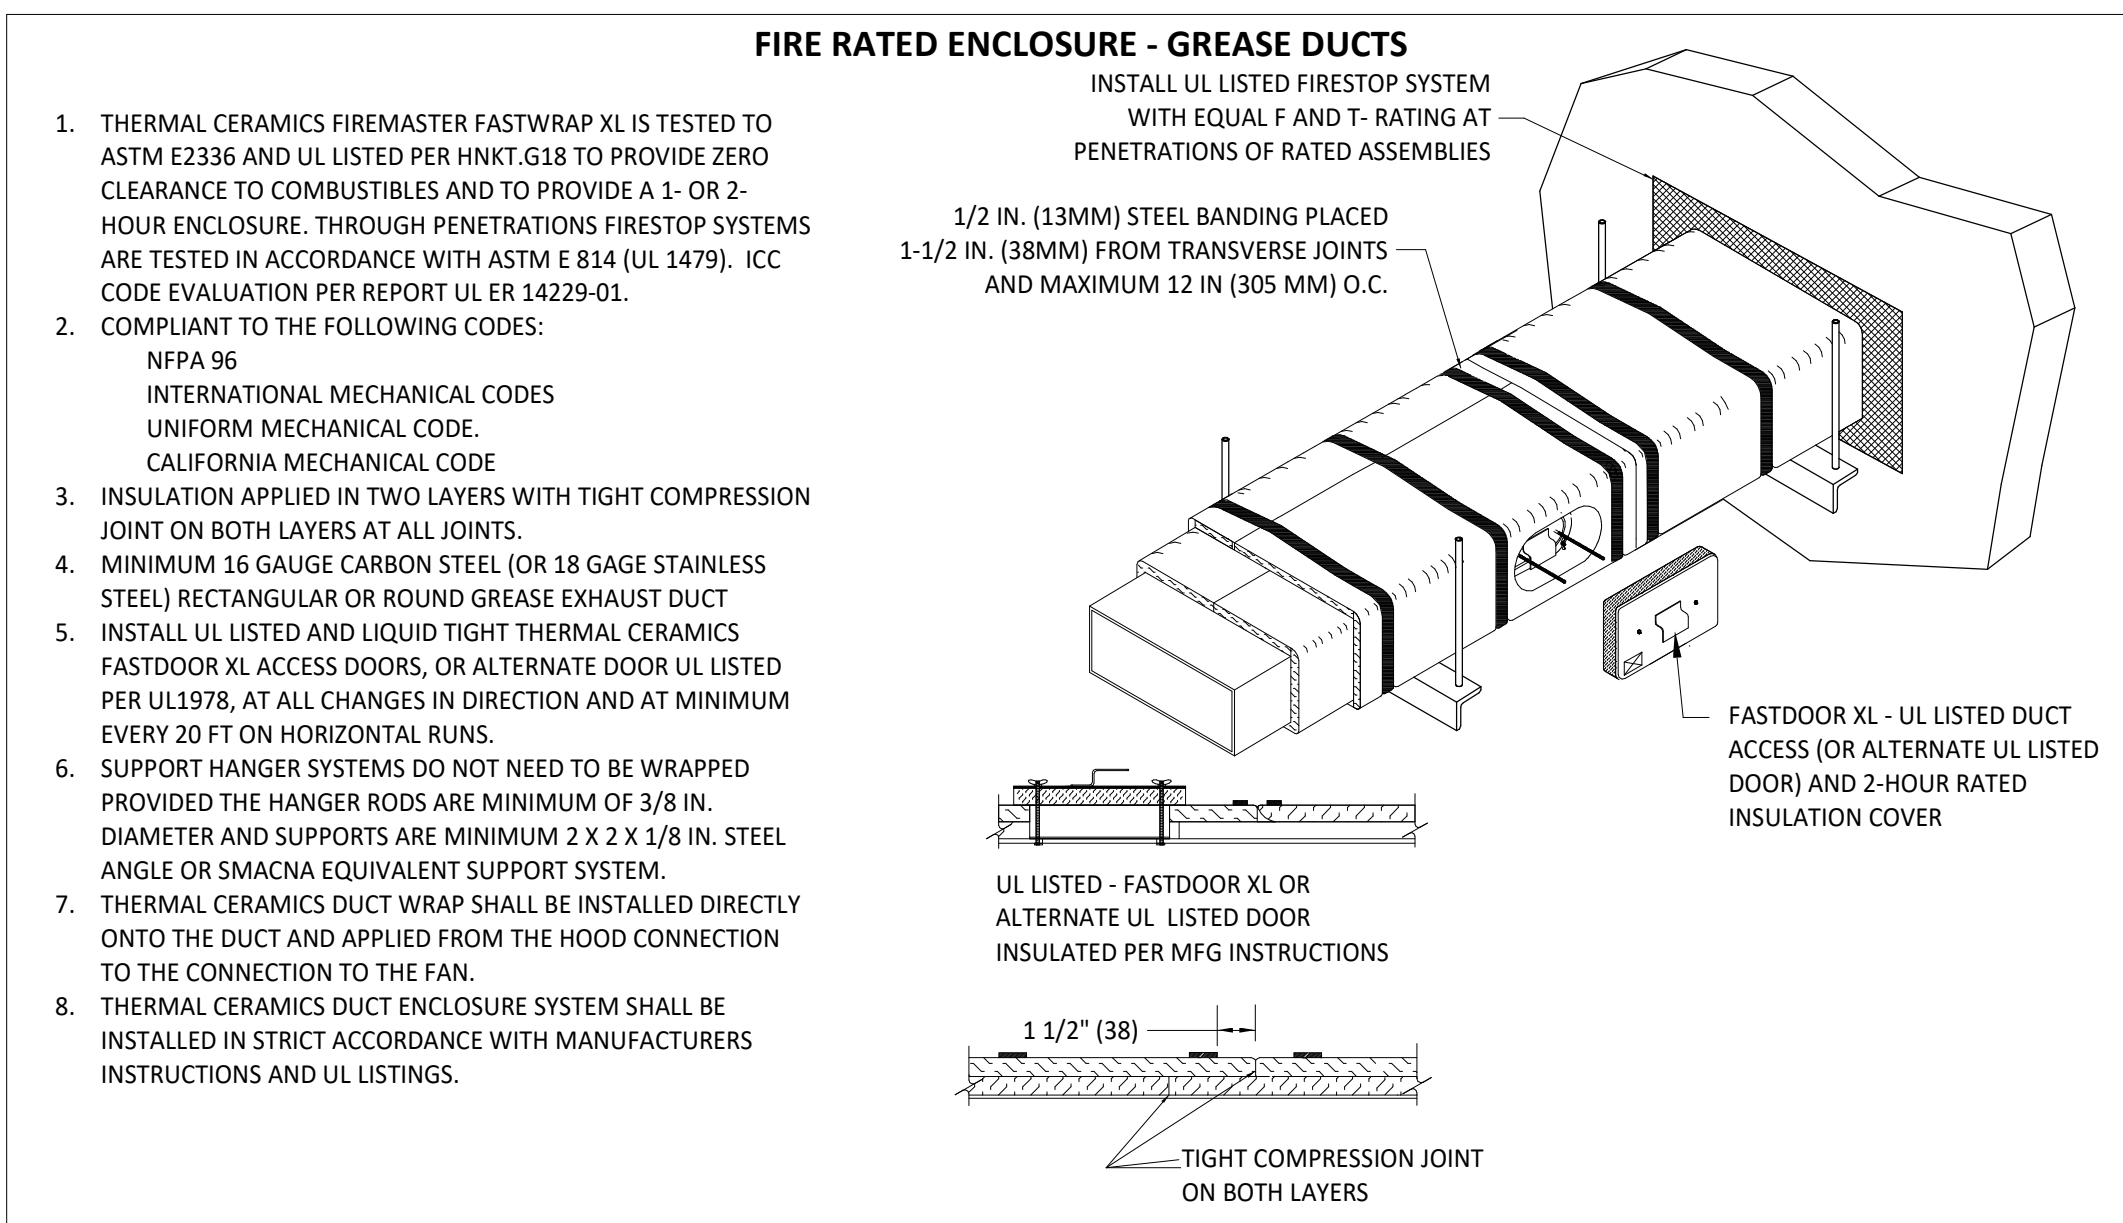 FIRE RATED ENCLOSURE - GREASE DUCTS
1. THERMAL CERAMICS FIREMASTER FASTWRAP XL IS TESTED TO
ASTM E2336 AND UL LISTED PER HNKT.G18 TO PROVIDE ZERO
CLEARANCE TO COMBUSTIBLES AND TO PROVIDE A 1- OR 2-
HOUR ENCLOSURE. THROUGH PENETRATIONS FIRESTOP SYSTEMS
ARE TESTED IN ACCORDANCE WITH ASTM E 814 (UL 1479). ICC
CODE EVALUATION PER REPORT UL ER 14229-01.
2. COMPLIANT TO THE FOLLOWING CODES:
NFPA 96
INTERNATIONAL MECHANICAL CODES
UNIFORM MECHANICAL CODE.
CALIFORNIA MECHANICAL CODE
3. INSULATION APPLIED IN TWO LAYERS WITH TIGHT COMPRESSION
JOINT ON BOTH LAYERS AT ALL JOINTS.
4. MINIMUM 16 GAUGE CARBON STEEL (OR 18 GAGE STAINLESS
STEEL) RECTANGULAR OR ROUND GREASE EXHAUST DUCT
5. INSTALL UL LISTED AND LIQUID TIGHT THERMAL CERAMICS
FASTDOOR XL ACCESS DOORS, OR ALTERNATE DOOR UL LISTED
PER UL1978, AT ALL CHANGES IN DIRECTION AND AT MINIMUM
EVERY 20 FT ON HORIZONTAL RUNS.
6. SUPPORT HANGER SYSTEMS DO NOT NEED TO BE WRAPPED
PROVIDED THE HANGER RODS ARE MINIMUM OF 3/8 IN.
DIAMETER AND SUPPORTS ARE MINIMUM 2 X 2 X 1/8 IN. STEEL
ANGLE OR SMACNA EQUIVALENT SUPPORT SYSTEM.
7. THERMAL CERAMICS DUCT WRAP SHALL BE INSTALLED DIRECTLY
ONTO THE DUCT AND APPLIED FROM THE HOOD CONNECTION
TO THE CONNECTION TO THE FAN.
8. THERMAL CERAMICS DUCT ENCLOSURE SYSTEM SHALL BE
INSTALLED IN STRICT ACCORDANCE WITH MANUFACTURERS
INSTRUCTIONS AND UL LISTINGS.
INSTALL UL LISTED FIRESTOP SYSTEM
WITH EQUAL F AND T- RATING AT
PENETRATIONS OF RATED ASSEMBLIES
1/2 IN. (13MM) STEEL BANDING PLACED
1-1/2 IN. (38MM) FROM TRANSVERSE JOINTS
AND MAXIMUM 12 IN (305 MM) O.C.
FASTDOOR XL - UL LISTED DUCT
ACCESS (OR ALTERNATE UL LISTED
DOOR) AND 2-HOUR RATED
INSULATION COVER
UL LISTED - FASTDOOR XL OR
ALTERNATE UL LISTED DOOR
INSULATED PER MFG INSTRUCTIONS
1 1/2" (38)
TIGHT COMPRESSION JOINT
ON BOTH LAYERS